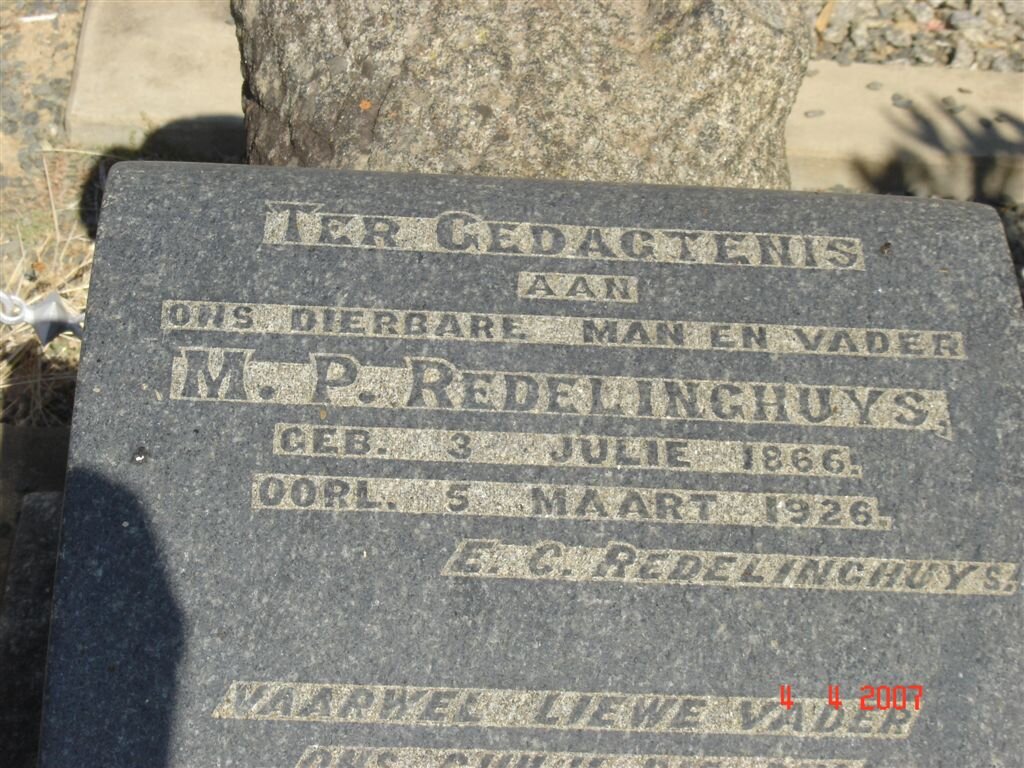 TER GEDAGTENIS
AAN
ONS DIERBARE MAN EN VADER
M. P. REDELINGHUYS,
GEB. 3 JULIE 1866.
OORL. 5 MAART 1926.
E. C. REDELINGHUYS.
VAARWEL LIEWE VADER
4 4 2007
ONS